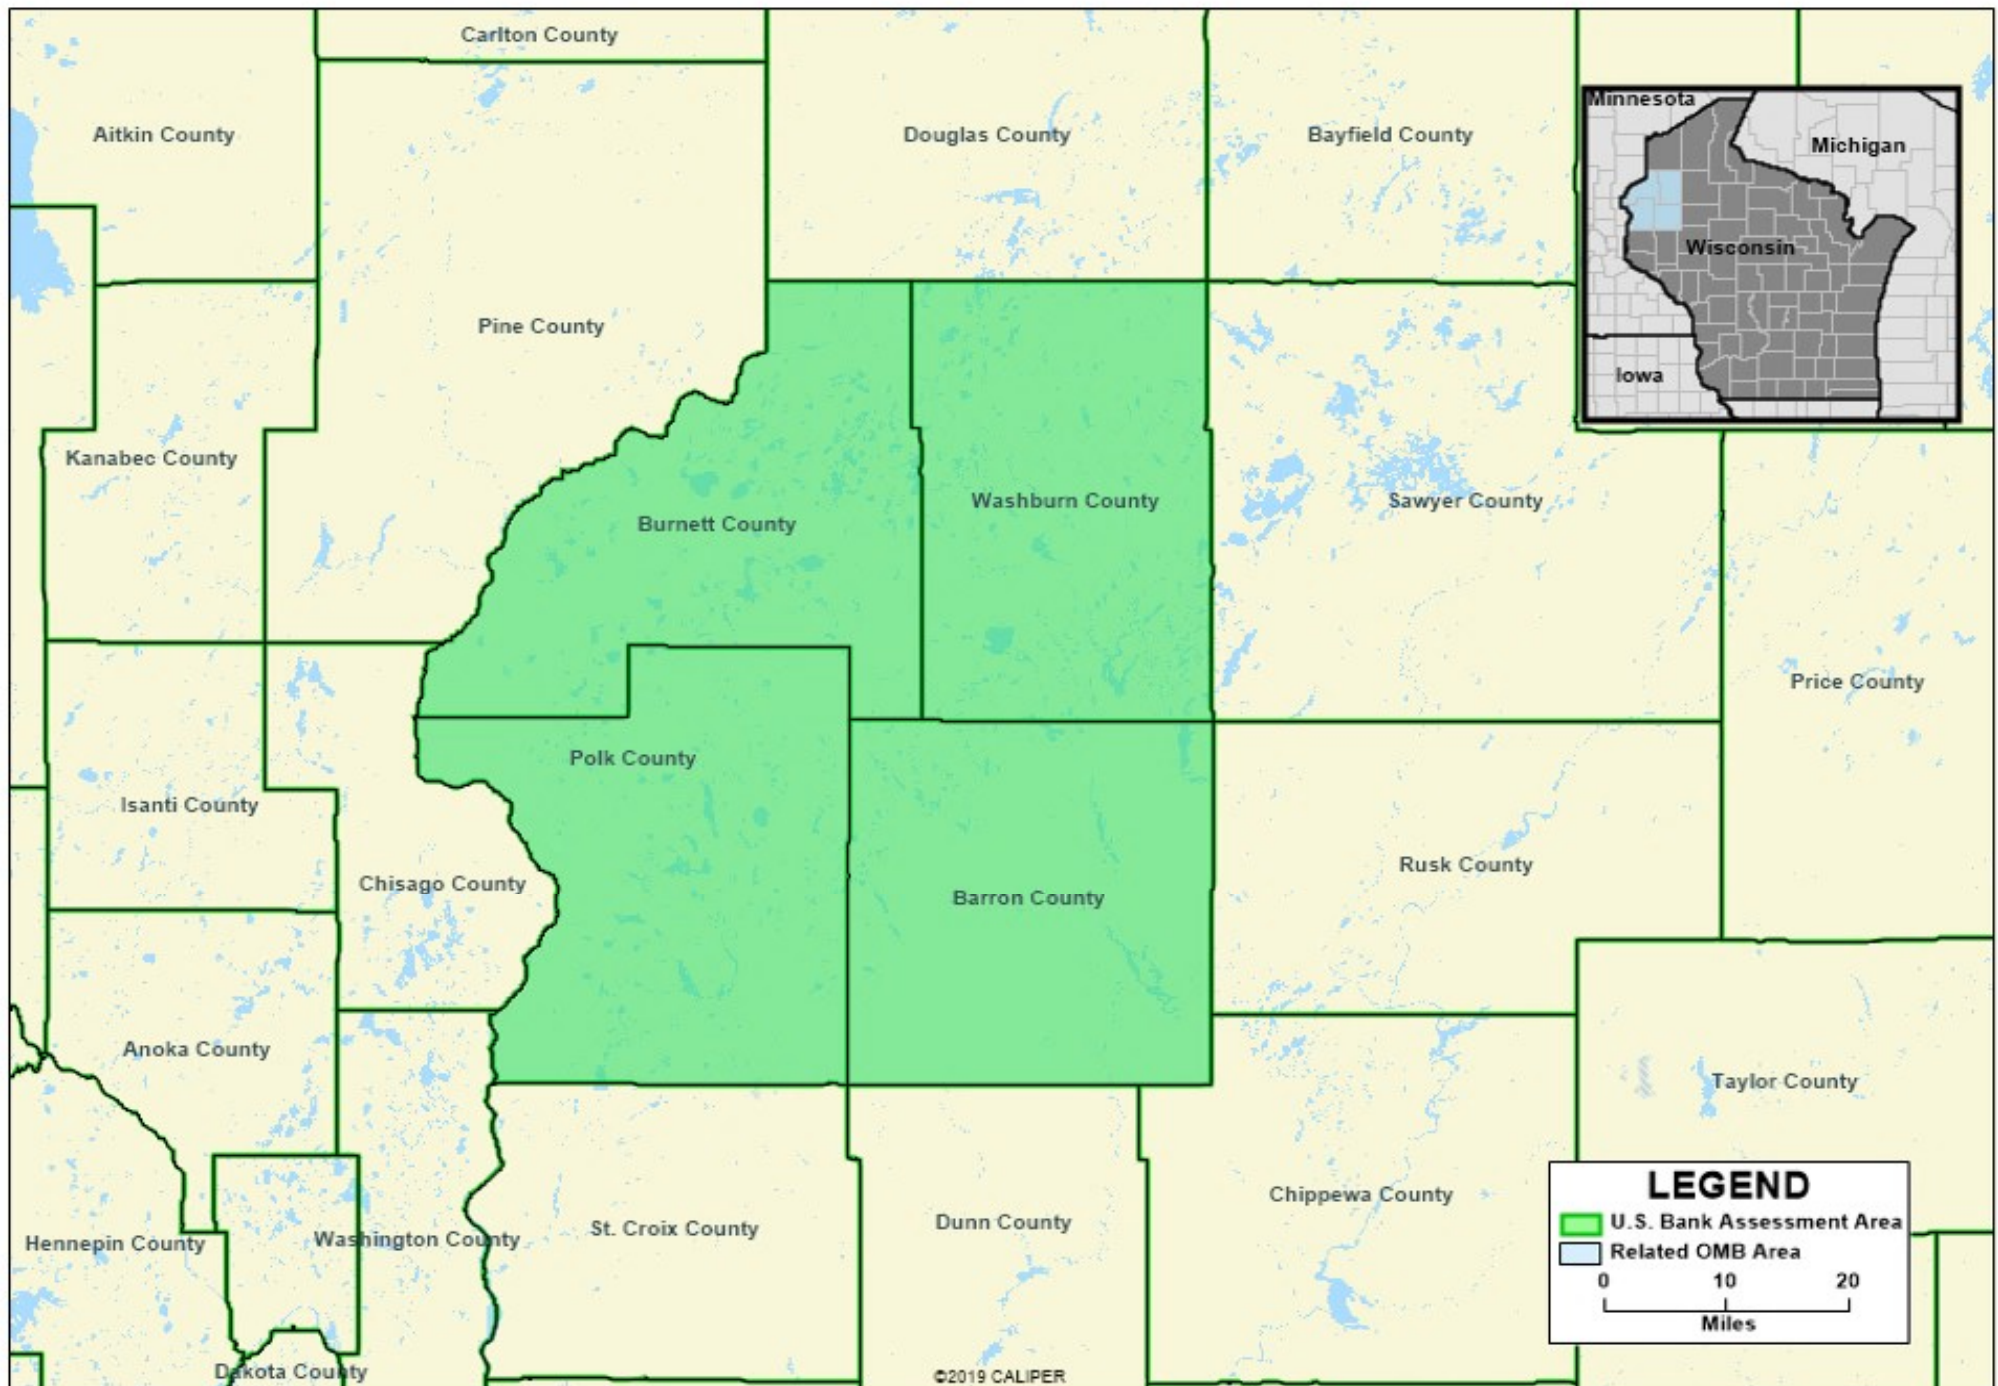 Carlton County
Minnesota
Aitkin County
Douglas County
Bayfield County
Michigan
Wisconsin
Pine County
Iowa
Kanabec County
Washburn County
Sawyer County
Burnett County
Price County
Polk County
Isanti County
Rusk County
Chisago County
Barron County
Anoka County
Taylor County
Chippewa County
Dunn County
St. Croix County
Washington County
Hennepin County
Dakota County
LEGEND
U.S. Bank Assessment Area
Related OMB Area
0 10 20
Miles
©2019 CALIPER